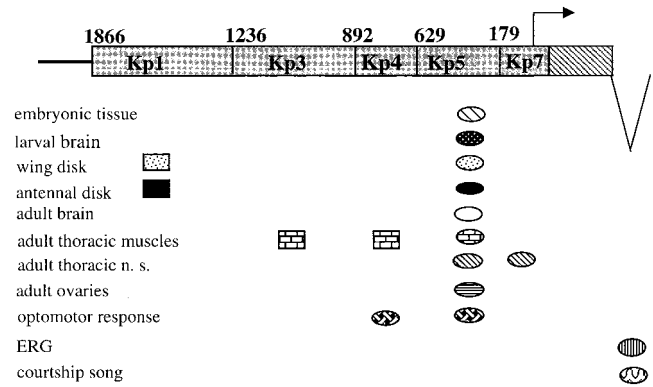 1866 1236 892 629 179
Kp1 Kp3 Kp4 Kp5 Kp7
embryonic tissue
larval brain
wing disk
antennal disk
adult brain
adult thoracic muscles
adult thoracic n. s.
adult ovaries
optomotor response
ERG
courtship song